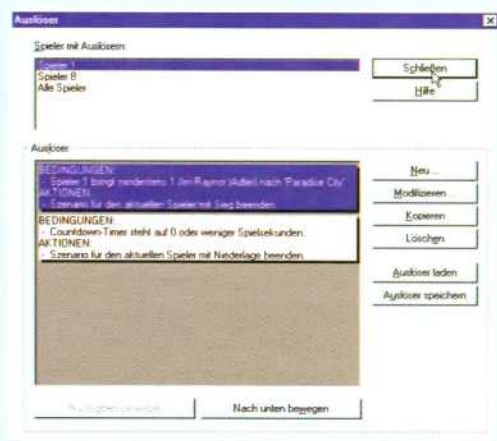 Auslöser
Spieler mit Auslösern:
Spieler 1
Spieler 8
Alle Spieler
Schließen
Hilfe
Auslöser
BEDINGUNGEN:
- Spieler 1 bringt mindestens 1 Jim Raynor (Adler) nach 'Paradise City'
AKTIONEN:
- Szenario für den aktuellen Spieler mit Sieg beenden.
BEDINGUNGEN:
- Countdown-Timer steht auf 0 oder weniger Spielsekunden.
AKTIONEN:
- Szenario für den aktuellen Spieler mit Niederlage beenden.
Neu...
Modifizieren...
Kopieren
Löschen
Auslöser laden
Auslöser speichern
Nach unten bewegen